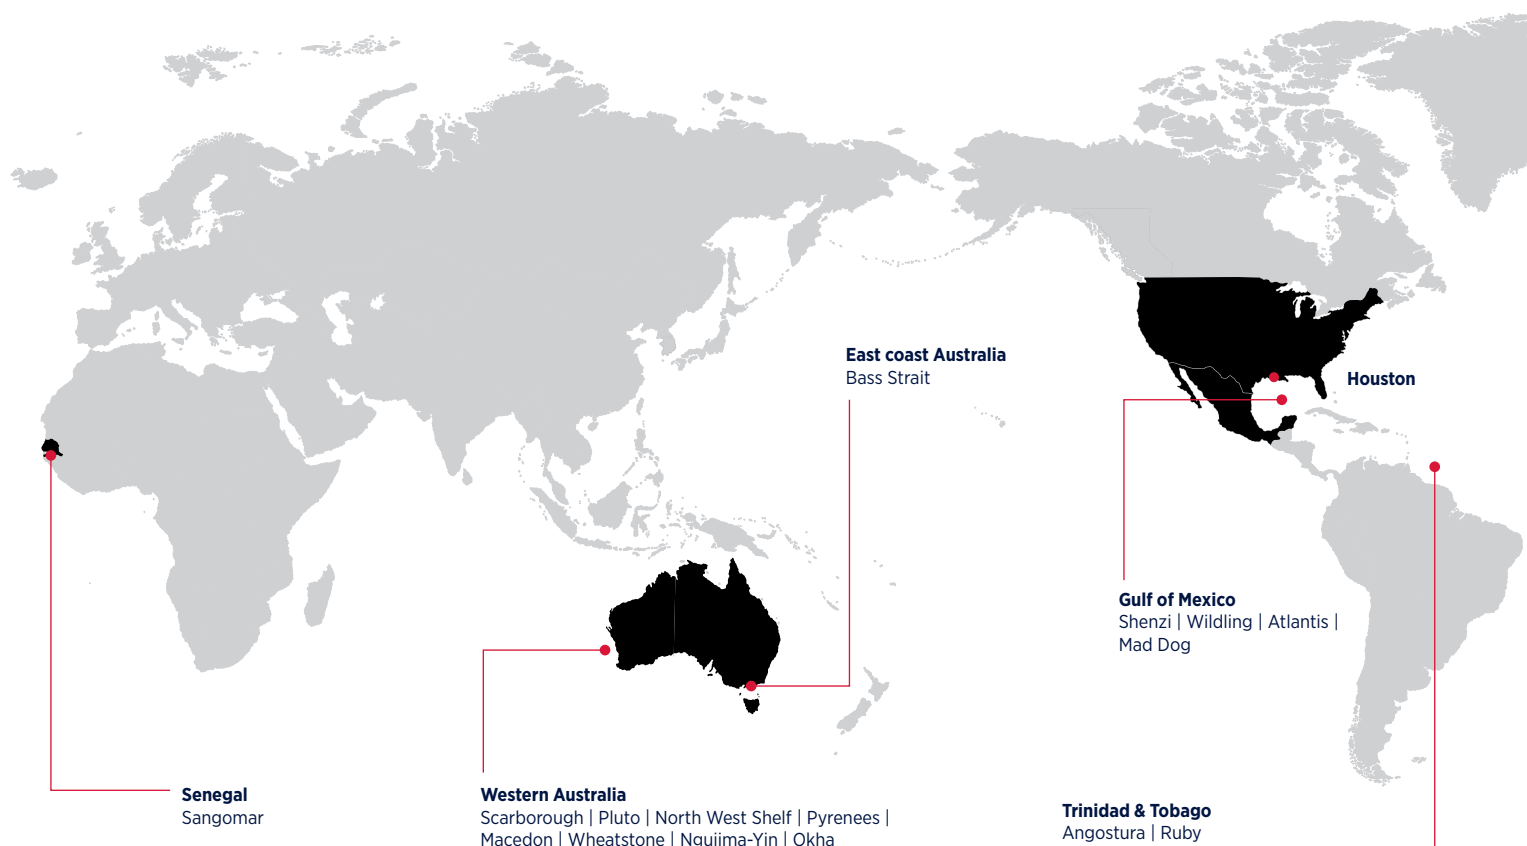 East coast Australia
Bass Strait
Houston
Gulf of Mexico
Shenzi | Wildling | Atlantis |
Mad Dog
Senegal
Sangomar
Western Australia
Scarborough | Pluto | North West Shelf | Pyrenees |
Macedon | Wheatstone | Ngujima-Yin | Okha
Trinidad & Tobago
Angostura | Ruby